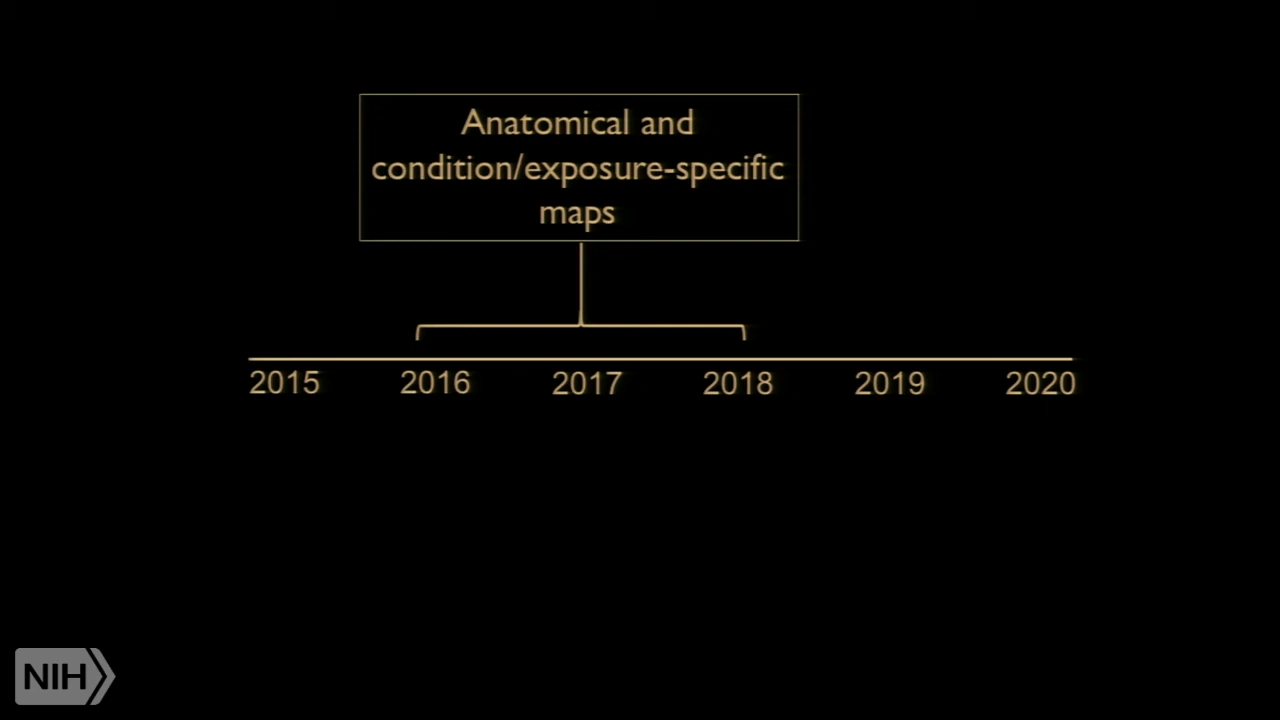 Anatomical and
condition/exposure-specific
maps
2015 2016 2017 2018 2019 2020
NIH